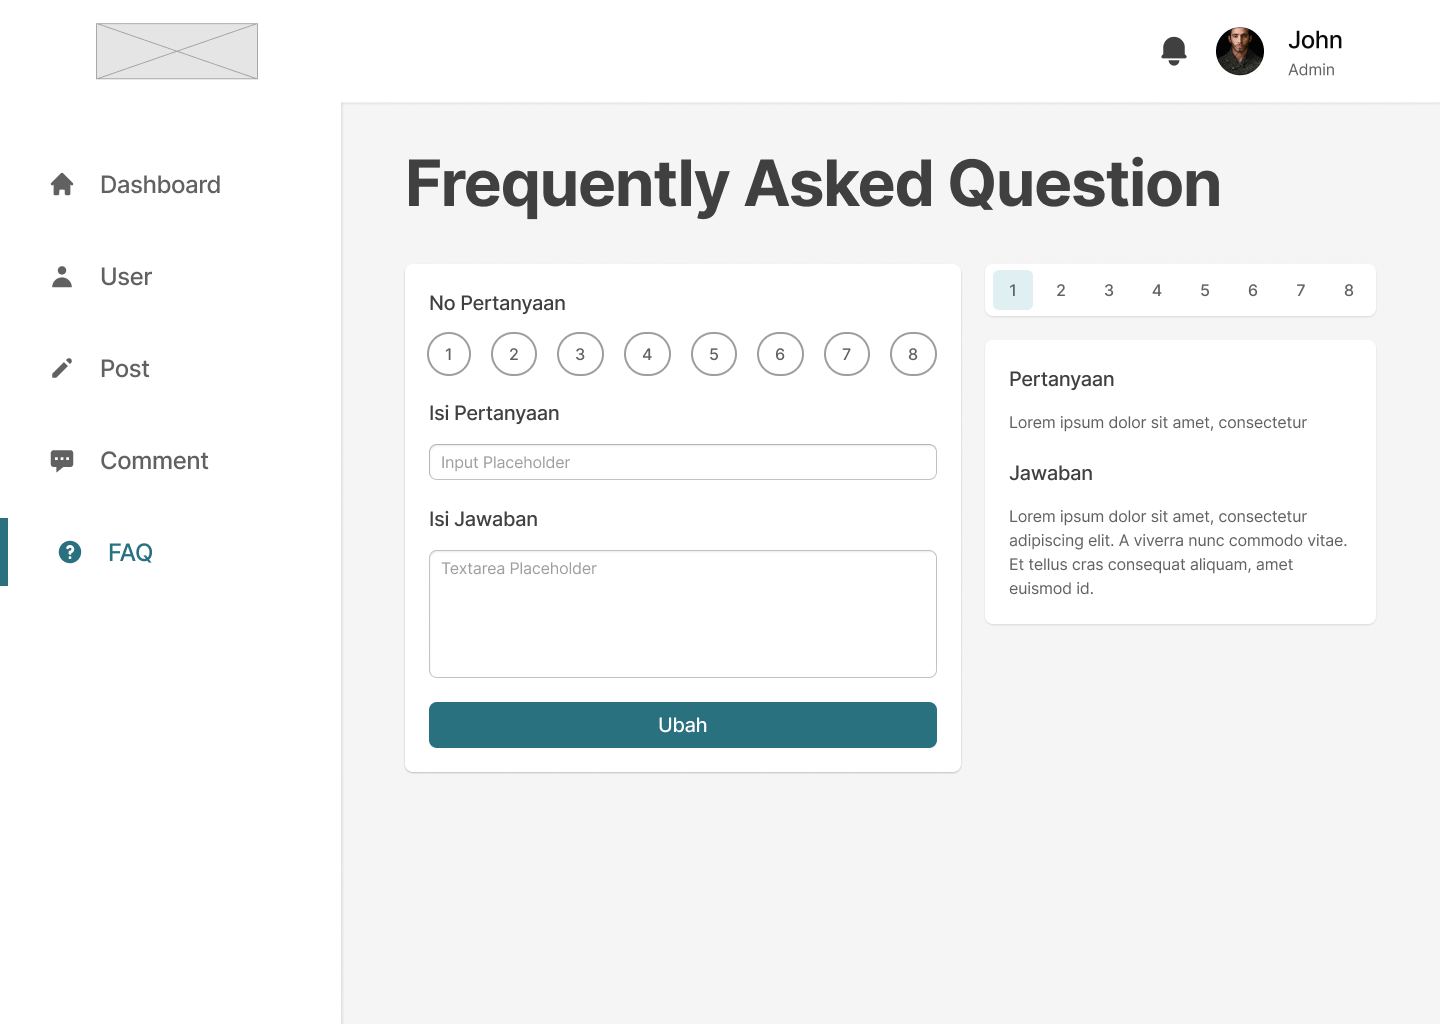 John
Admin
Dashboard
User
Post
Comment
FAQ
Frequently Asked Question
No Pertanyaan
1 2 3 4 5 6 7 8
Isi Pertanyaan
Input Placeholder
Isi Jawaban
Textarea Placeholder
Ubah
1 2 3 4 5 6 7 8
Pertanyaan
Lorem ipsum dolor sit amet, consectetur
Jawaban
Lorem ipsum dolor sit amet, consectetur
adipiscing elit. A viverra nunc commodo vitae.
Et tellus cras consequat aliquam, amet
euismod id.